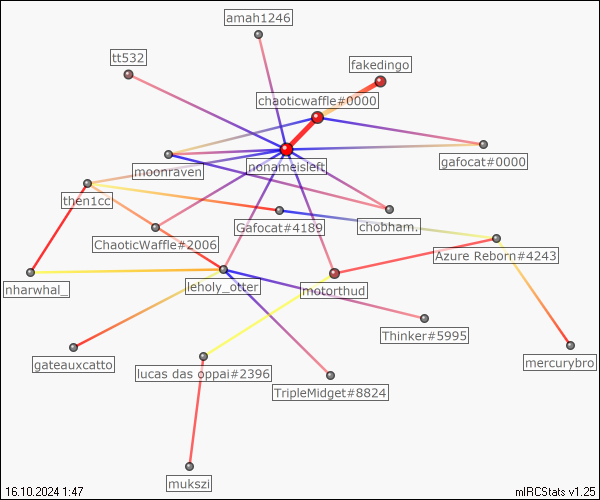 amah1246
tt532
fakedingo
chaoticwaffle#0000
moonraven
nonameisleft
gafocat#0000
then1cc
Gafocat#4189
chobham.
ChaoticWaffle#2006
Azure Reborn#4243
nharwhal_
leholy_otter
motorthud
Thinker#5995
gateauxcatto
mercurybro
lucas das oppai#2396
TripleMidget#8824
mukszi
16.10.2024 1:47
mIRCStats v1.25